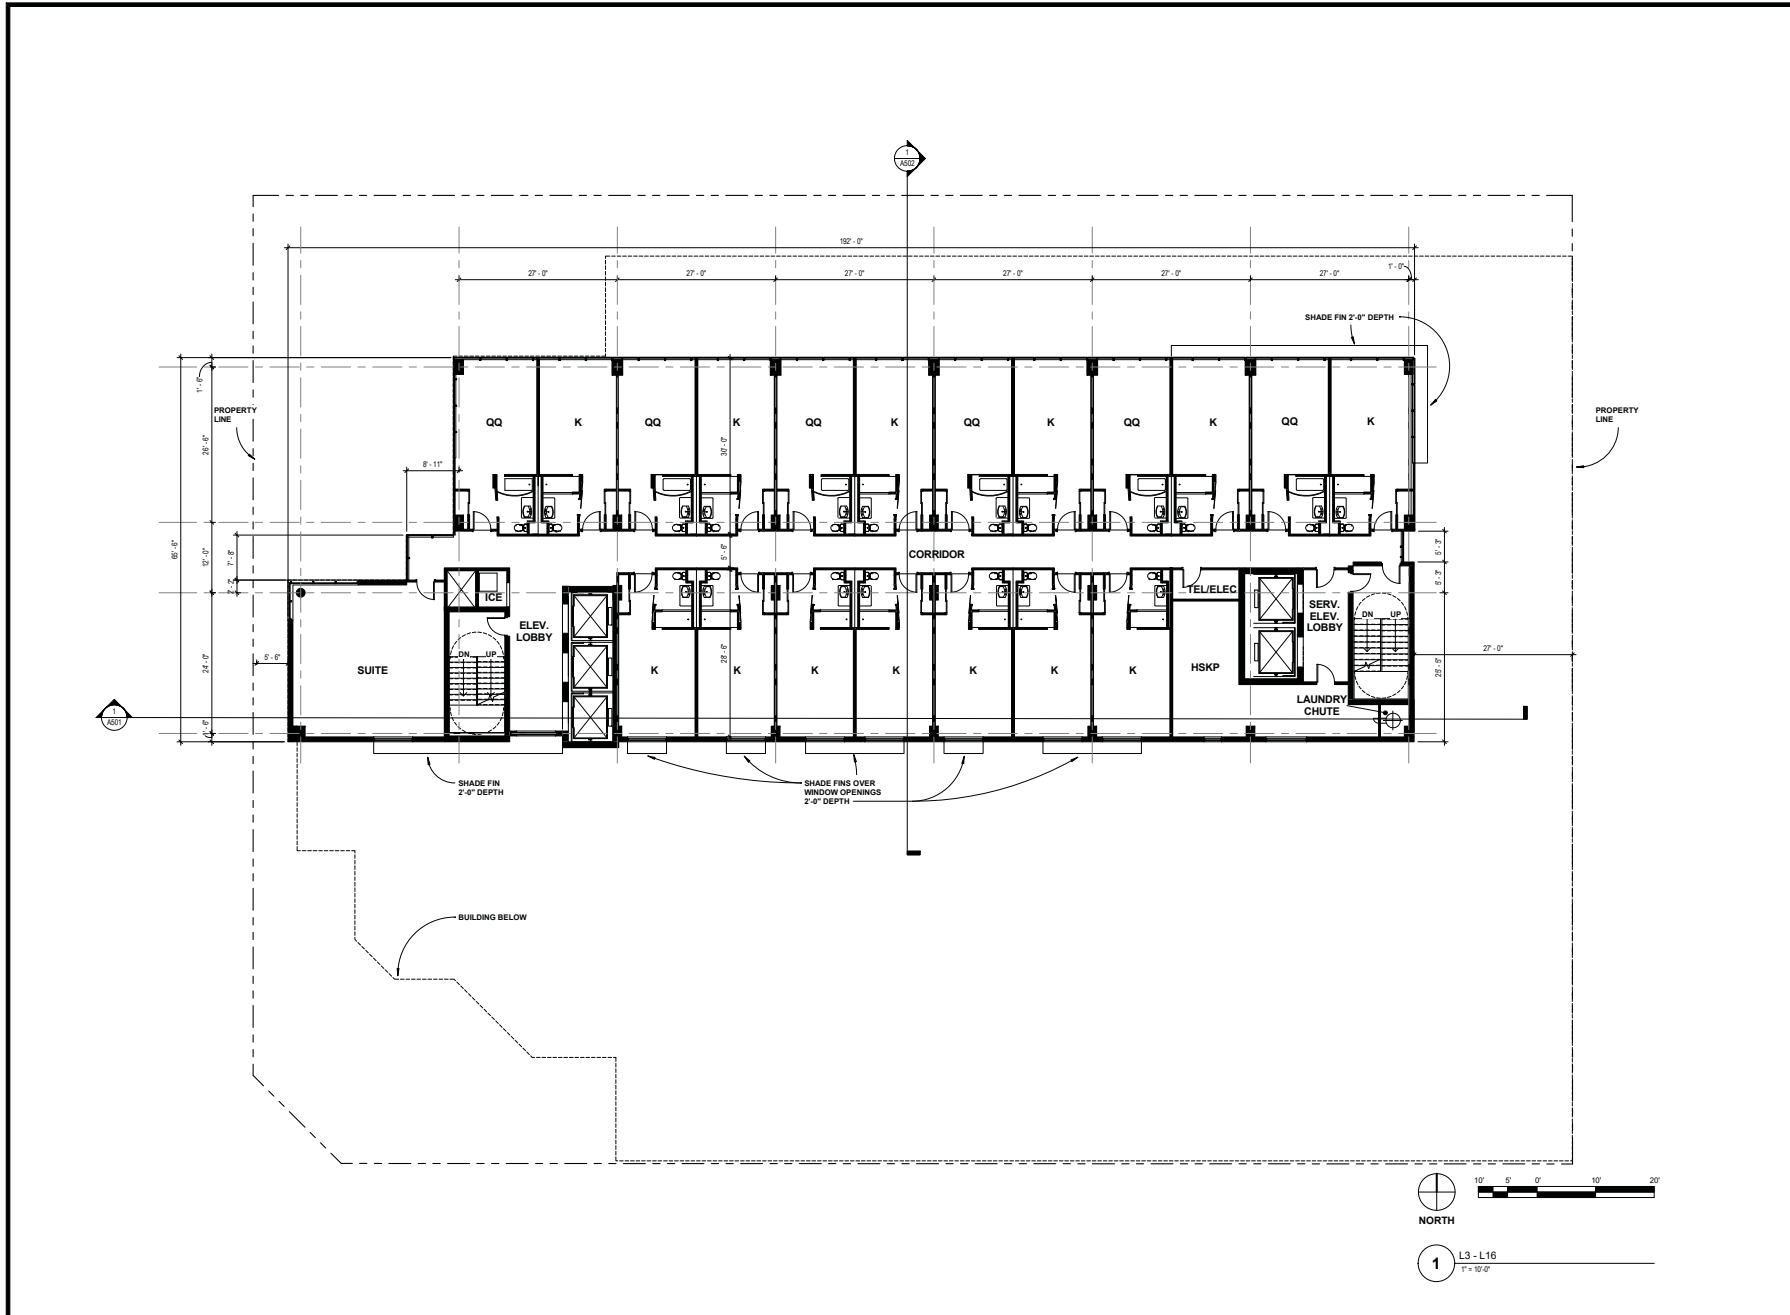 1
A502
192' - 0"
27' - 0"
27' - 0"
27' - 0"
27' - 0"
27' - 0"
27' - 0"
1' - 0"
SHADE FIN 2'-0" DEPTH
1' - 6"
PROPERTY
LINE
PROPERTY
LINE
QQ
K
QQ
K
QQ
K
QQ
K
QQ
K
QQ
K
26' - 6"
30' - 0"
8' - 11"
65' - 6"
12' - 0"
7' - 8"
2' - 2"
5' - 6"
CORRIDOR
5' - 3"
6' - 3"
ICE
TEL/ELEC
ELEV.
LOBBY
SERV.
ELEV.
LOBBY
DN
UP
DN
UP
5' - 6"
24' - 0"
28' - 6"
27' - 0"
25' - 5"
SUITE
K
K
K
K
K
K
K
HSKP
LAUNDRY
CHUTE
1
A501
1' - 6"
SHADE FIN
2'-0" DEPTH
SHADE FINS OVER
WINDOW OPENINGS
2'-0" DEPTH
BUILDING BELOW
10'
5'
0'
10'
20'
NORTH
1
L3 - L16
1" = 10'-0"